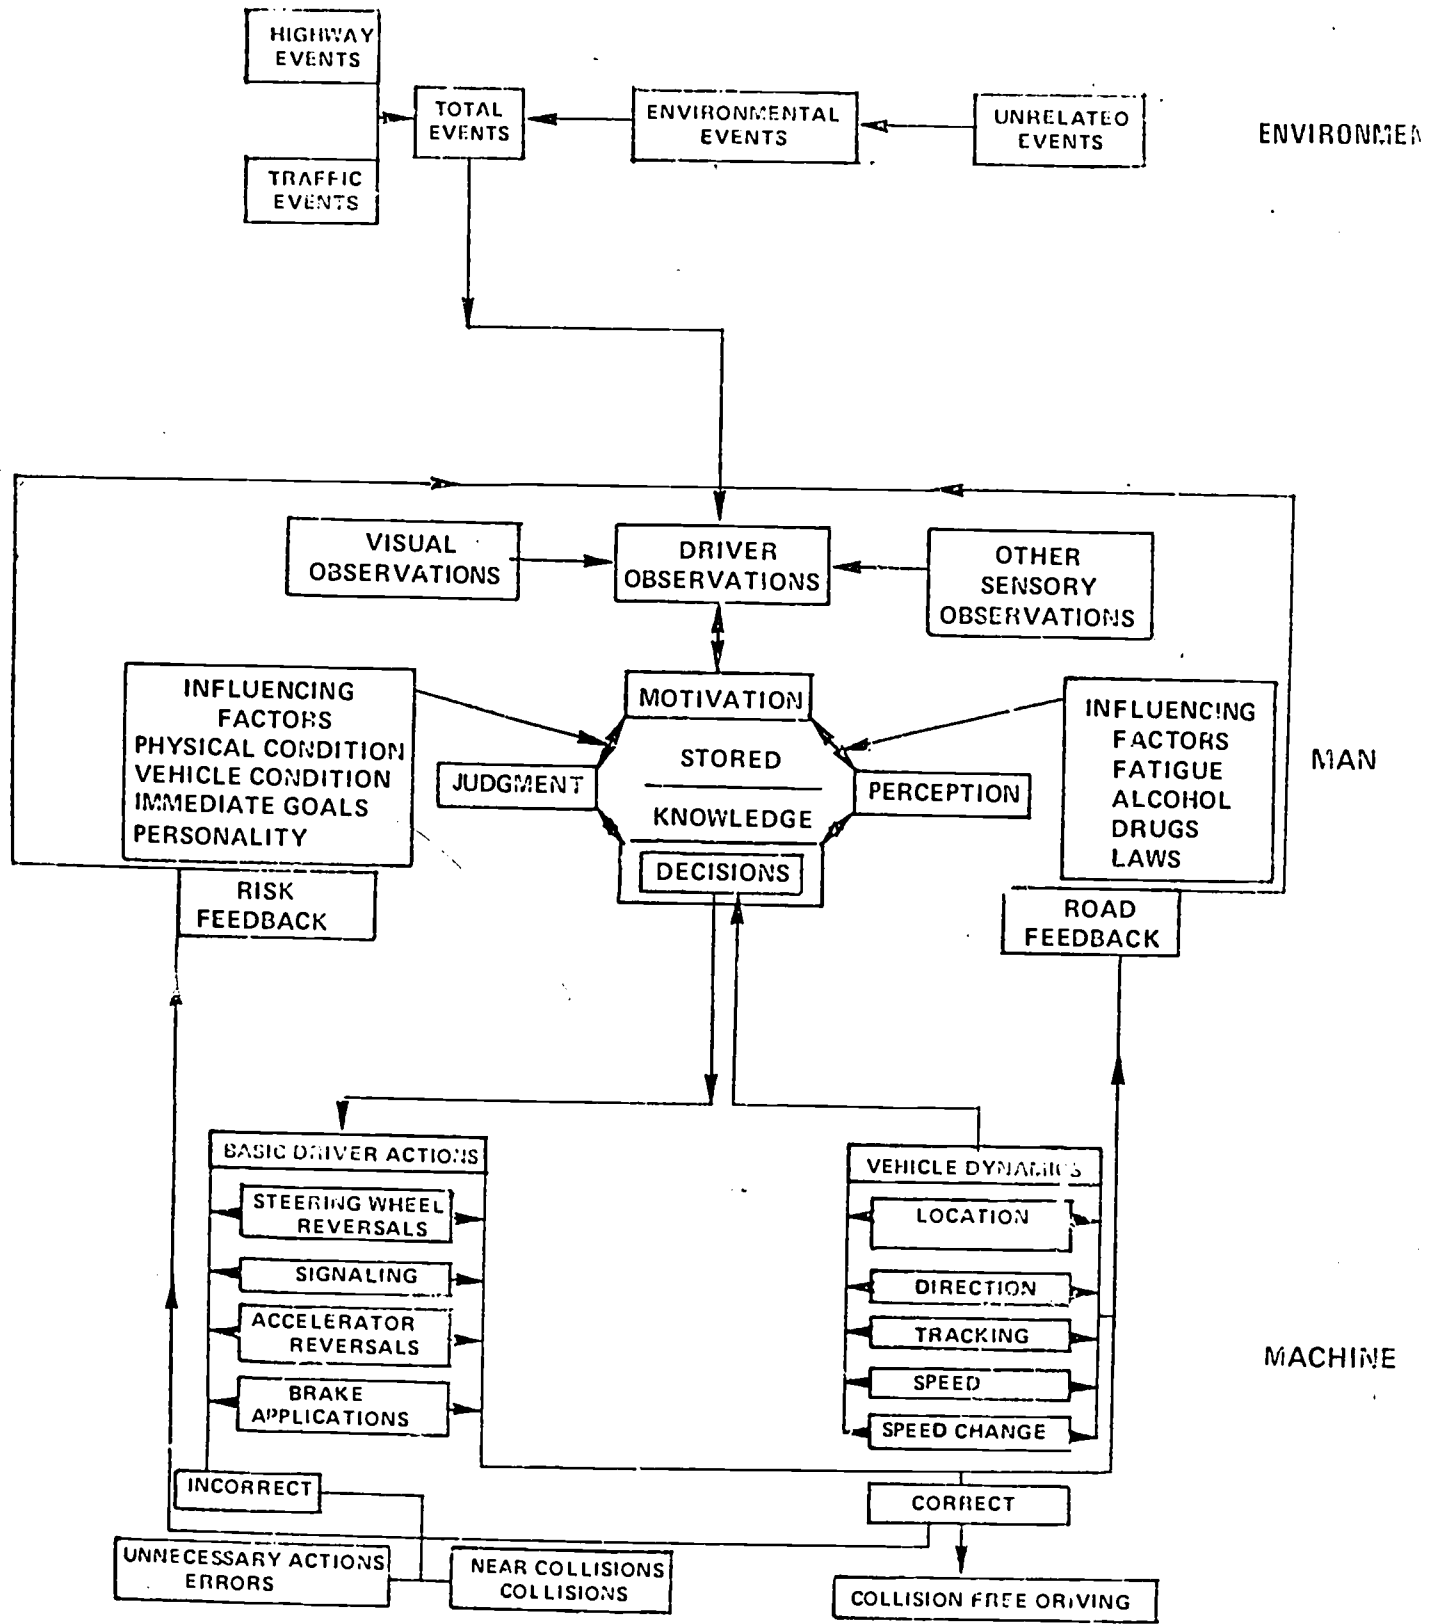 HIGHWAY
EVENTS
TOTAL
EVENTS
ENVIRONMENTAL
EVENTS
UNRELATED
EVENTS
ENVIRONMEN
TRAFFIC
EVENTS
VISUAL
OBSERVATIONS
DRIVER
OBSERVATIONS
OTHER
SENSORY
OBSERVATIONS
INFLUENCING
FACTORS
PHYSICAL CONDITION
VEHICLE CONDITION
IMMEDIATE GOALS
PERSONALITY
MOTIVATION
STORED
KNOWLEDGE
JUDGMENT
PERCEPTION
DECISIONS
INFLUENCING
FACTORS
FATIGUE
ALCOHOL
DRUGS
LAWS
MAN
RISK
FEEDBACK
ROAD
FEEDBACK
BASIC DRIVER ACTIONS
STEERING WHEEL
REVERSALS
SIGNALING
ACCELERATOR
REVERSALS
BRAKE
APPLICATIONS
VEHICLE DYNAMICS
LOCATION
DIRECTION
TRACKING
SPEED
SPEED CHANGE
MACHINE
INCORRECT
CORRECT
UNNECESSARY ACTIONS
ERRORS
NEAR COLLISIONS
COLLISIONS
COLLISION FREE DRIVING